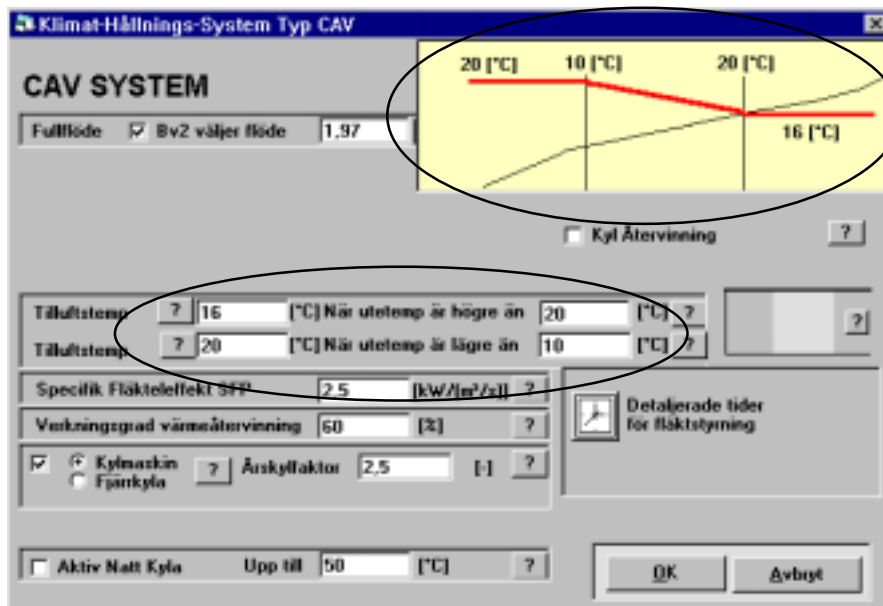 Klimat-Hållnings-System Typ CAV
CAV SYSTEM
20 [°C] 10 [°C] 20 [°C]
16 [°C]
Fullflöde Bv2 väljer flöde 1,97
Kyl Återvinning ?
Tilluftstemp ? 16 [°C] När utetemp är högre än 20 [°C] ?
Tilluftstemp ? 20 [°C] När utetemp är lägre än 10 [°C] ?
?
Specifik Fläkteleffekt SFP 2.5 [kW/(m³/s)] ?
Verkningsgrad värmeåtervinning 60 [%] ?
Detaljerade tider
för fläktstyrning
Kylmaskin
Fjärrkyla
? Årskylfaktor 2,5 [-] ?
Aktiv Natt Kyla Upp till 50 [°C] ?
OK Avbryt